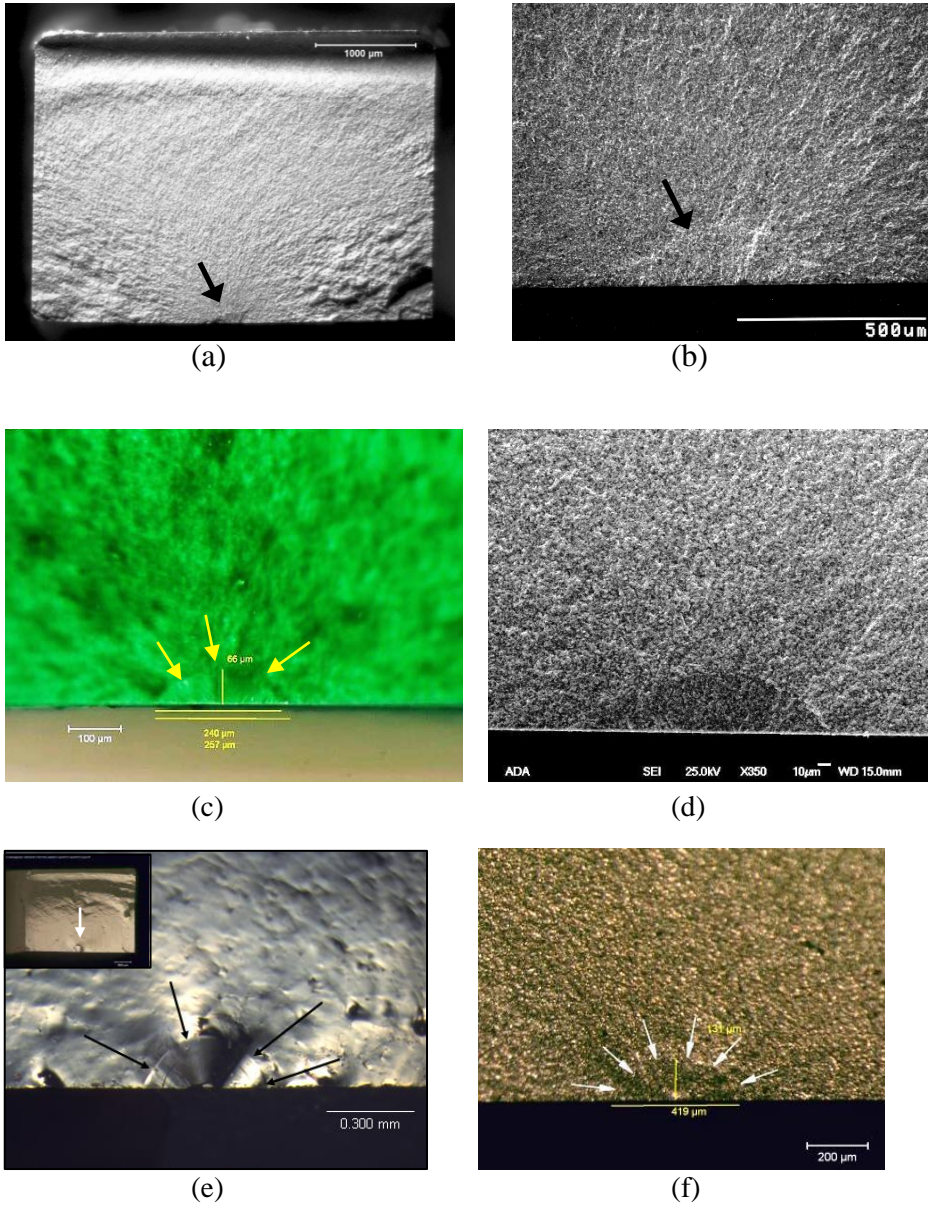 1000 µm
(a)
500um
(b)
66 µm
100 µm
240 µm
257 µm
(c)
ADA SEI 25.0kV X350 10µm WD 15.0mm
(d)
0.300 mm
(e)
131 µm
419 µm
200 µm
(f)